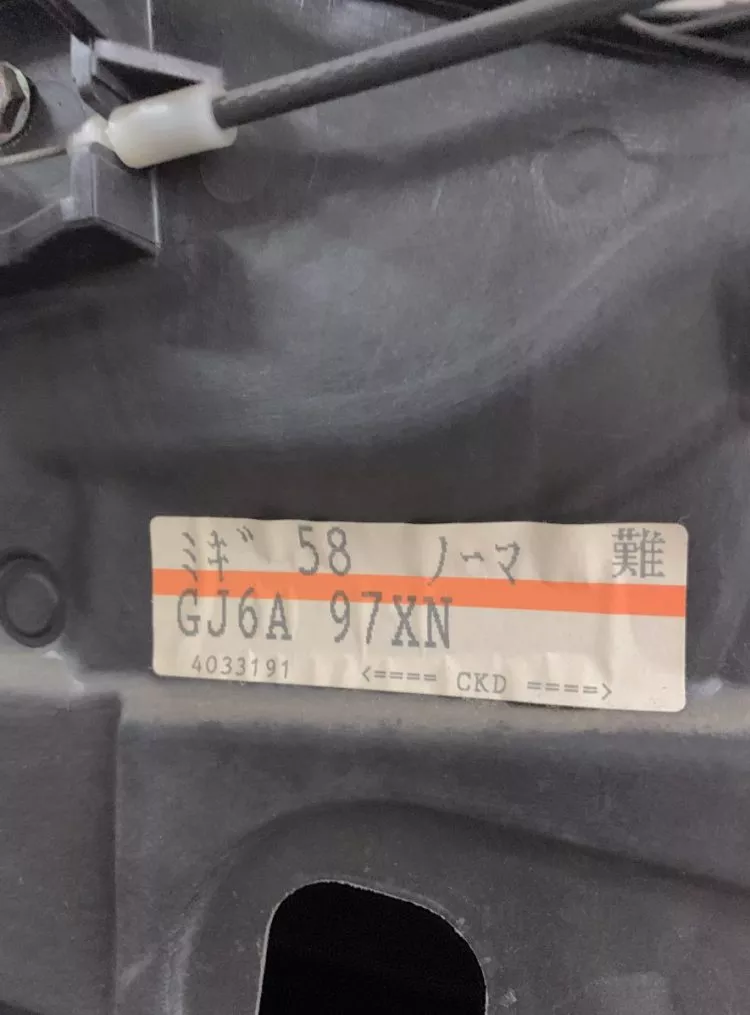 ミギ 58 ノーマ 難
GJ6A 97XN
4033191 <==== CKD ====>